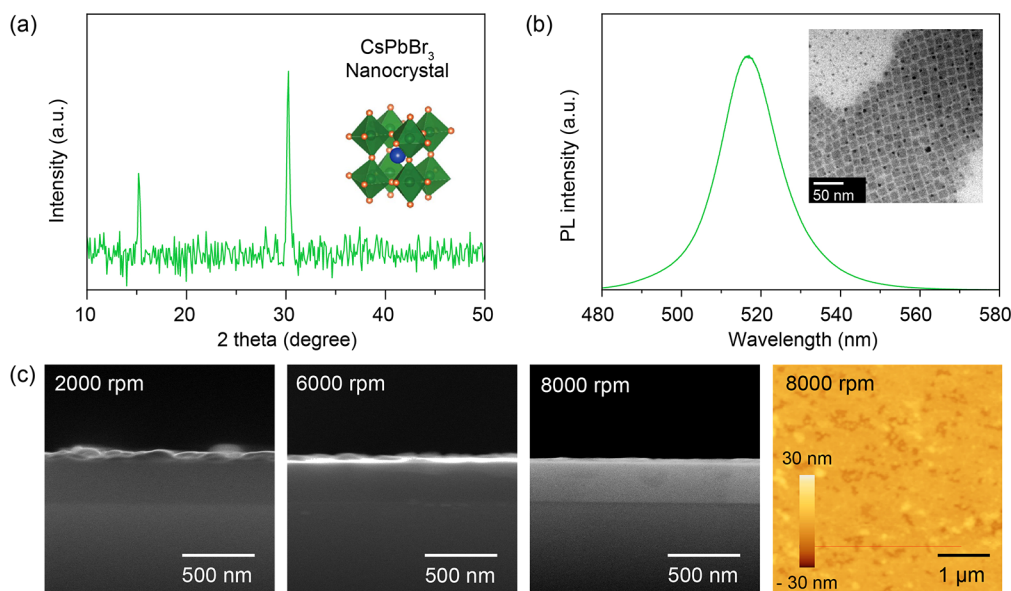 (a)
CsPbBr3
Nanocrystal
Intensity (a.u.)
10
20
30
40
50
2 theta (degree)
(b)
PL intensity (a.u.)
50 nm
480
500
520
540
560
580
Wavelength (nm)
(c)
2000 rpm
500 nm
6000 rpm
500 nm
8000 rpm
500 nm
8000 rpm
30 nm
- 30 nm
1 μm